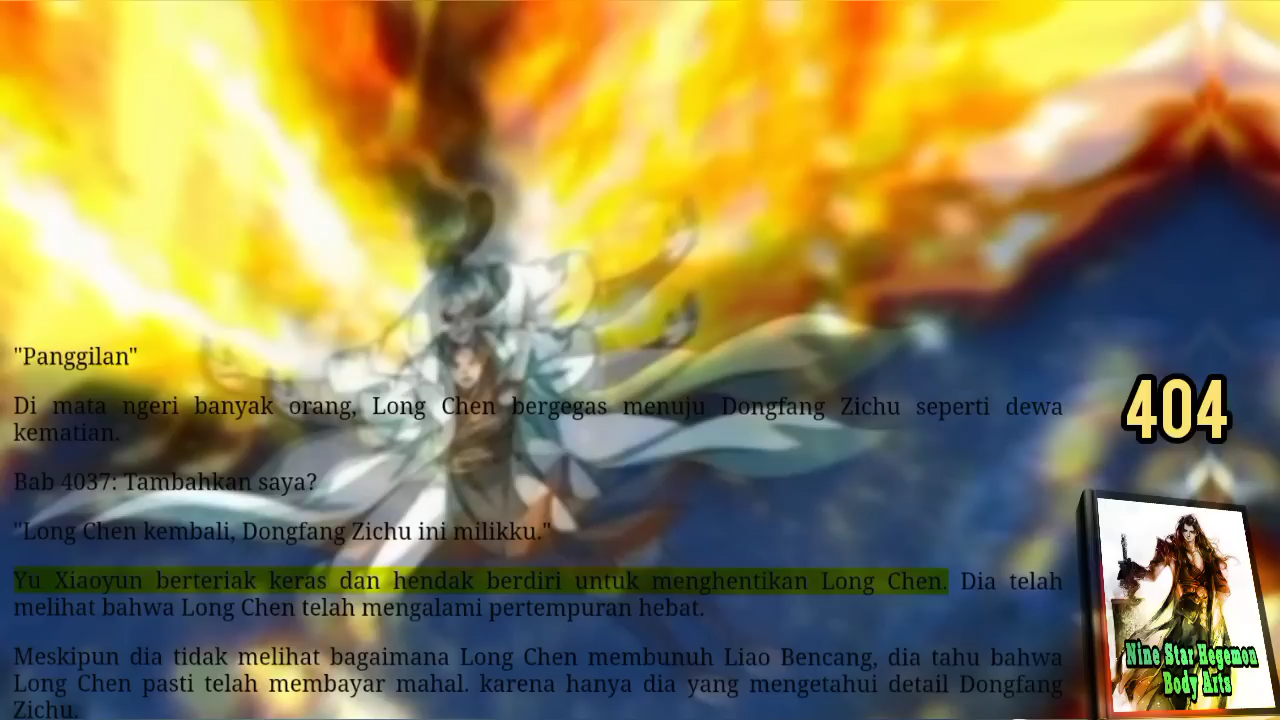 "Panggilan"
Di mata ngeri banyak orang, Long Chen bergegas menuju Dongfang Zichu seperti dewa
kematian.
Bab 4037: Tambahkan saya?
"Long Chen kembali, Dongfang Zichu ini milikku."
Yu Xiaoyun berteriak keras dan hendak berdiri untuk menghentikan Long Chen. Dia telah
melihat bahwa Long Chen telah mengalami pertempuran hebat.
Meskipun dia tidak melihat bagaimana Long Chen membunuh Liao Bencang, dia tahu bahwa
Long Chen pasti telah membayar mahal. karena hanya dia yang mengetahui detail Dongfang
Zichu.
404
Nine Star Hegemon
Body Arts